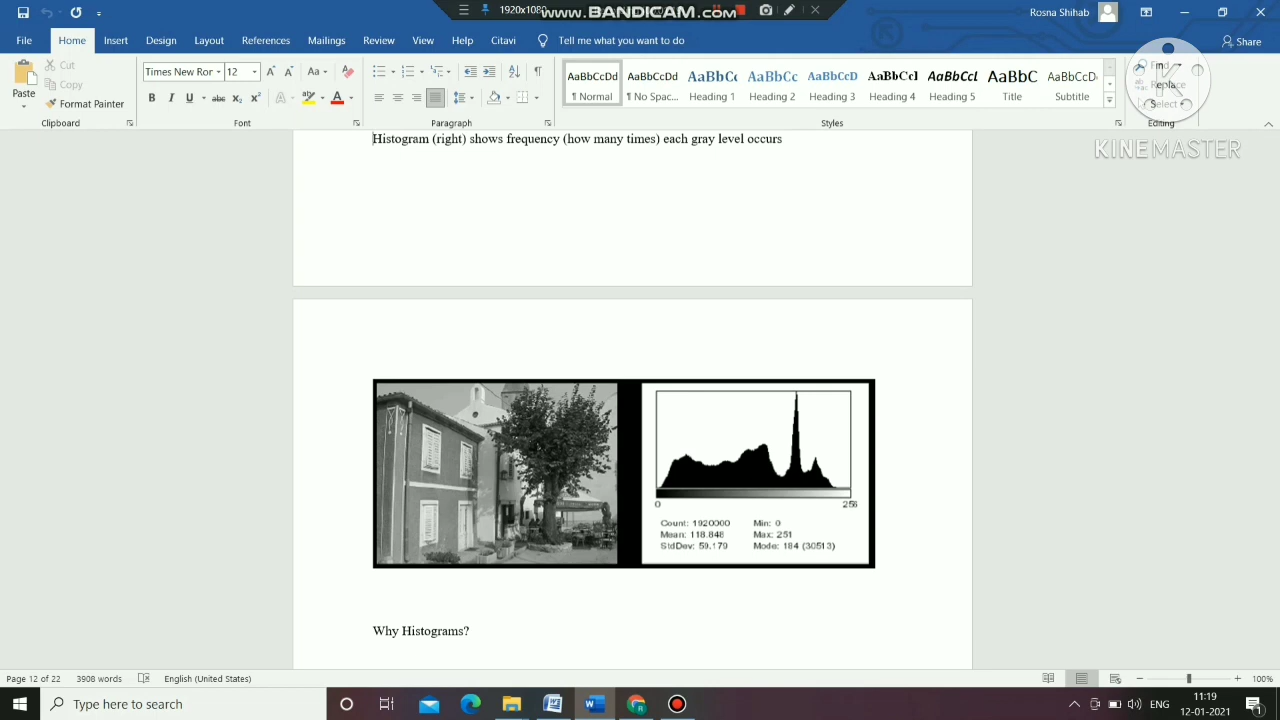 1920x1080
www.BANDICAM.com
Rosna Shihab
File Home Insert Design Layout References Mailings Review View Help Citavi Tell me what you want to do Share
Paste
Cut
Copy
Format Painter
Times New Ror 12
AaBbCcDd AaBbCcDd AaBbCc AaBbCc AaBbCcD AaBbCcI AaBbCcL AaBbC AaBbCcD
¶ Normal ¶ No Spac... Heading 1 Heading 2 Heading 3 Heading 4 Heading 5 Title Subtitle
Find
Replace
Select
Clipboard Font Paragraph Styles Editing
KINEMASTER
Histogram (right) shows frequency (how many times) each gray level occurs
0 256
Count: 1920000 Min: 0
Mean: 118.848 Max: 251
StdDev: 59.179 Mode: 184 (30513)
Why Histograms?
Page 12 of 22 3908 words English (United States) 100%
Type here to search
ENG
11:19
12-01-2021